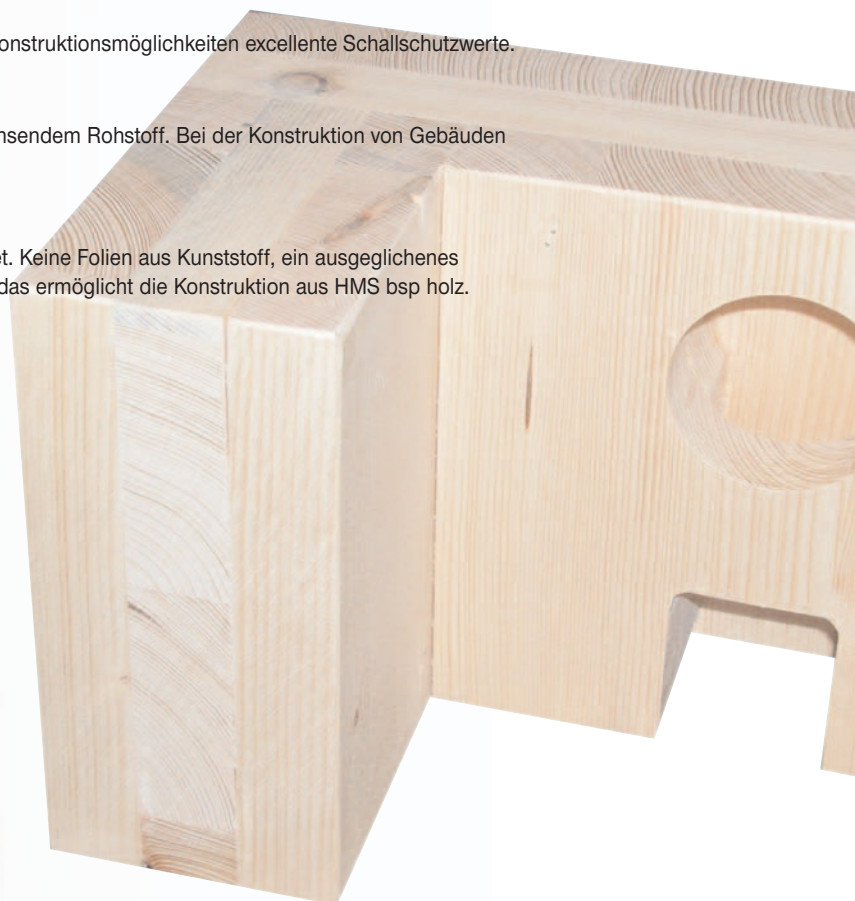 onstruktionsmöglichkeiten excellente Schallschutzwerte.
nsendem Rohstoff. Bei der Konstruktion von Gebäuden
et. Keine Folien aus Kunststoff, ein ausgeglichenes
das ermöglicht die Konstruktion aus HMS bsp holz.